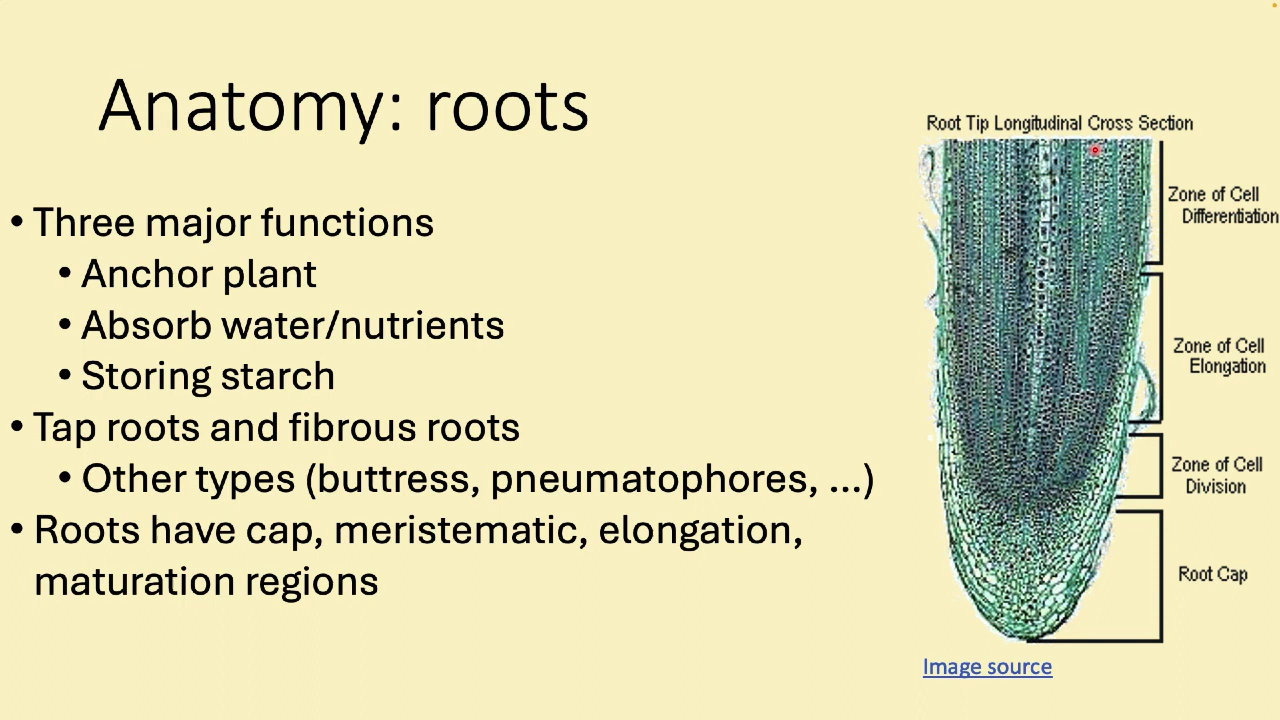 Anatomy: roots
• Three major functions
• Anchor plant
• Absorb water/nutrients
• Storing starch
• Tap roots and fibrous roots
• Other types (buttress, pneumatophores, ...)
• Roots have cap, meristematic, elongation,
maturation regions
Root Tip Longitudinal Cross Section
Zone of Cell
Differentiation
Zone of Cell
Elongation
Zone of Cell
Division
Root Cap
Image source